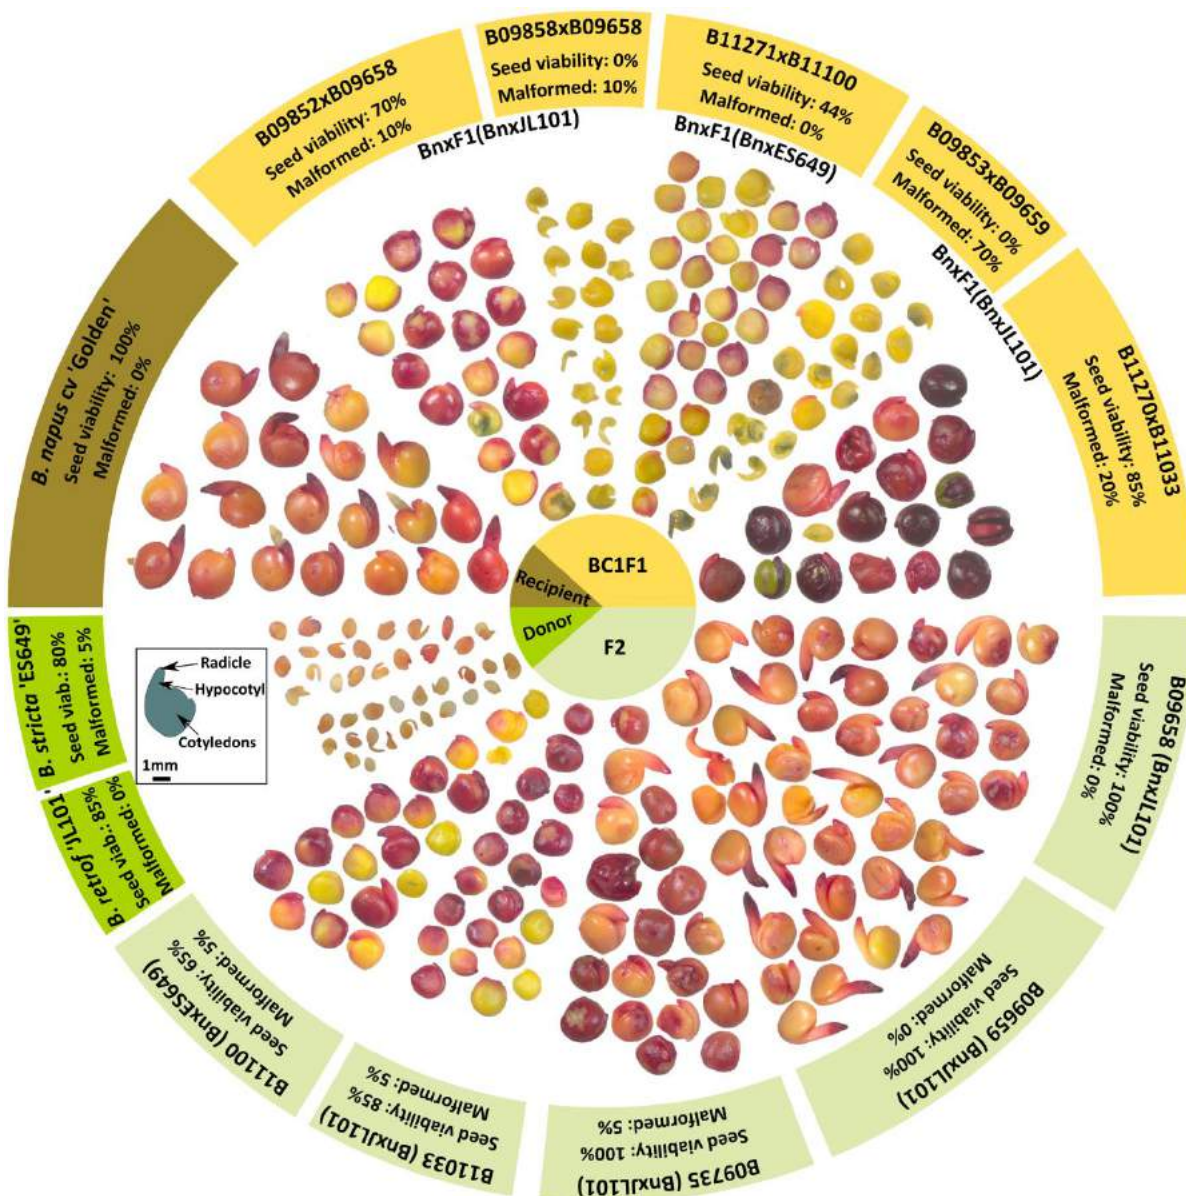 B09858xB09658
Seed viability: 0%
Malformed: 10%
B11271xB11100
Seed viability: 44%
Malformed: 0%
BnxF1(BnxES649)
B09853xB09659
Seed viability: 0%
Malformed: 70%
BnxF1(BnxJL101)
B11270xB11033
Seed viability: 85%
Malformed: 20%
B09658 (BnxJL101)
Seed viability: 100%
Malformed: 0%
B09659 (BnxJL101)
Seed viability: 100%
Malformed: 0%
B09735 (BnxJL101)
Seed viability: 100%
Malformed: 5%
B11033 (BnxJL101)
Seed viability: 85%
Malformed: 5%
B11100 (BnxES649)
Seed viability: 65%
Malformed: 5%
B. retrof 'JL101'
Seed viab.: 85%
Malformed: 0%
B. stricta 'ES649'
Seed viab.: 80%
Malformed: 5%
B. napus cv 'Golden'
Seed viability: 100%
Malformed: 0%
B09852xB09658
Seed viability: 70%
Malformed: 10%
BnxF1(BnxJL101)
BC1F1
Recipient
Donor
F2
Radicle
Hypocotyl
Cotyledons
1mm